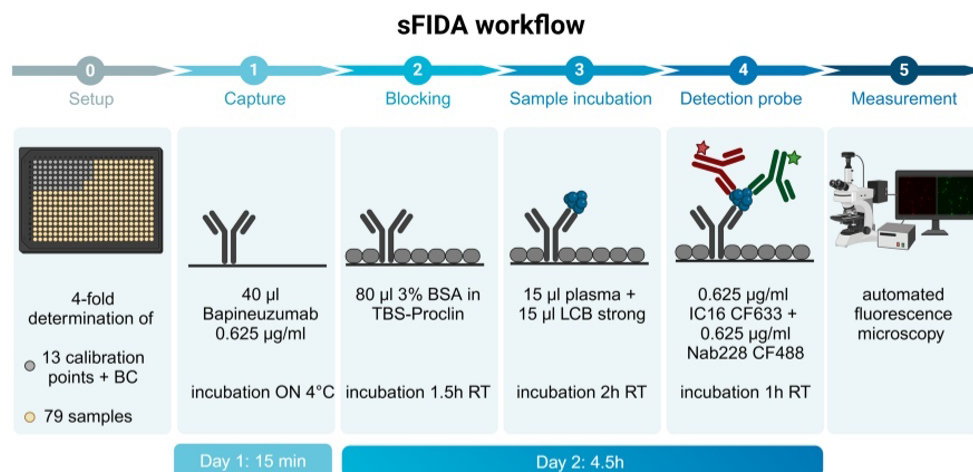 sFIDA workflow
0
1
2
3
4
5
Setup
Capture
Blocking
Sample incubation
Detection probe
Measurement
4-fold
determination of
13 calibration
points + BC
79 samples
40 µl
Bapineuzumab
0.625 µg/ml
incubation ON 4°C
80 µl 3% BSA in
TBS-Proclin
incubation 1.5h RT
15 µl plasma +
15 µl LCB strong
incubation 2h RT
0.625 µg/ml
IC16 CF633 +
0.625 µg/ml
Nab228 CF488
incubation 1h RT
automated
fluorescence
microscopy
Day 1: 15 min
Day 2: 4.5h